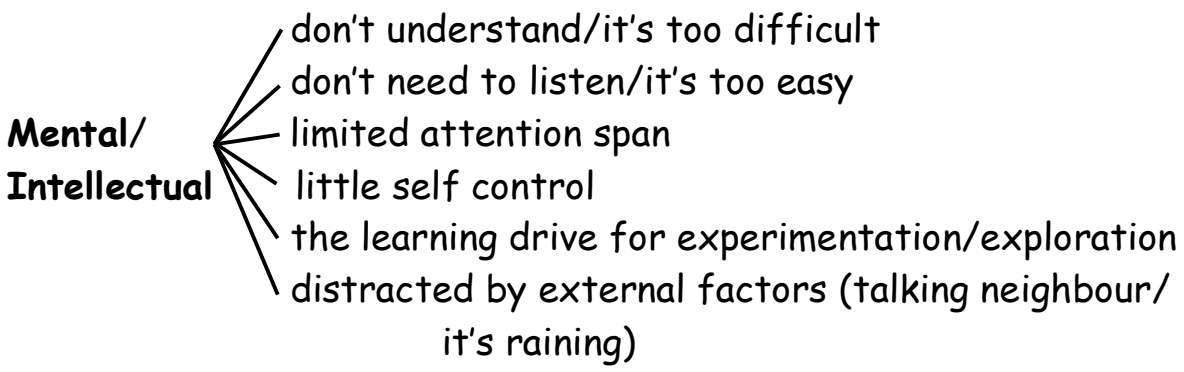 don't understand/it's too difficult
don't need to listen/it's too easy
Mental/ limited attention span
Intellectual little self control
the learning drive for experimentation/exploration
distracted by external factors (talking neighbour/
it's raining)